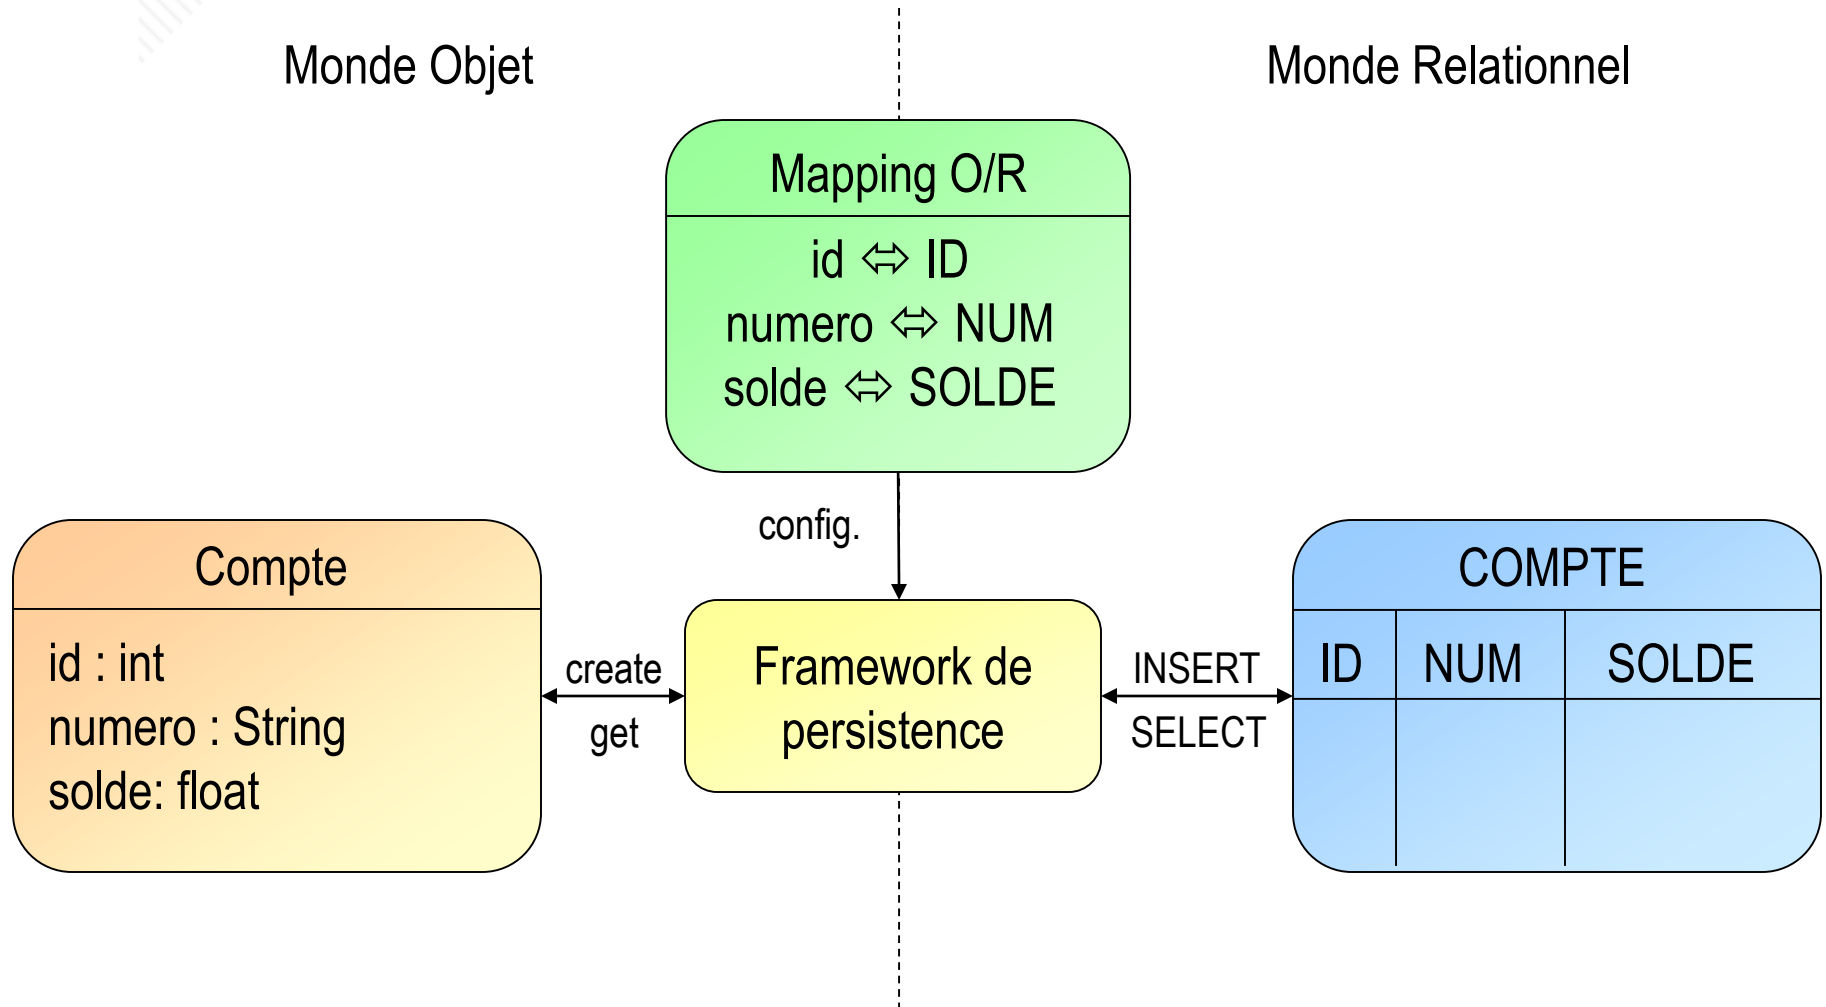 Monde Objet
Monde Relationnel
Mapping O/R
id ⬄ ID
numero ⬄ NUM
solde ⬄ SOLDE
config.
Compte
id : int
numero : String
solde: float
create
get
Framework de
persistence
INSERT
SELECT
COMPTE
ID NUM SOLDE